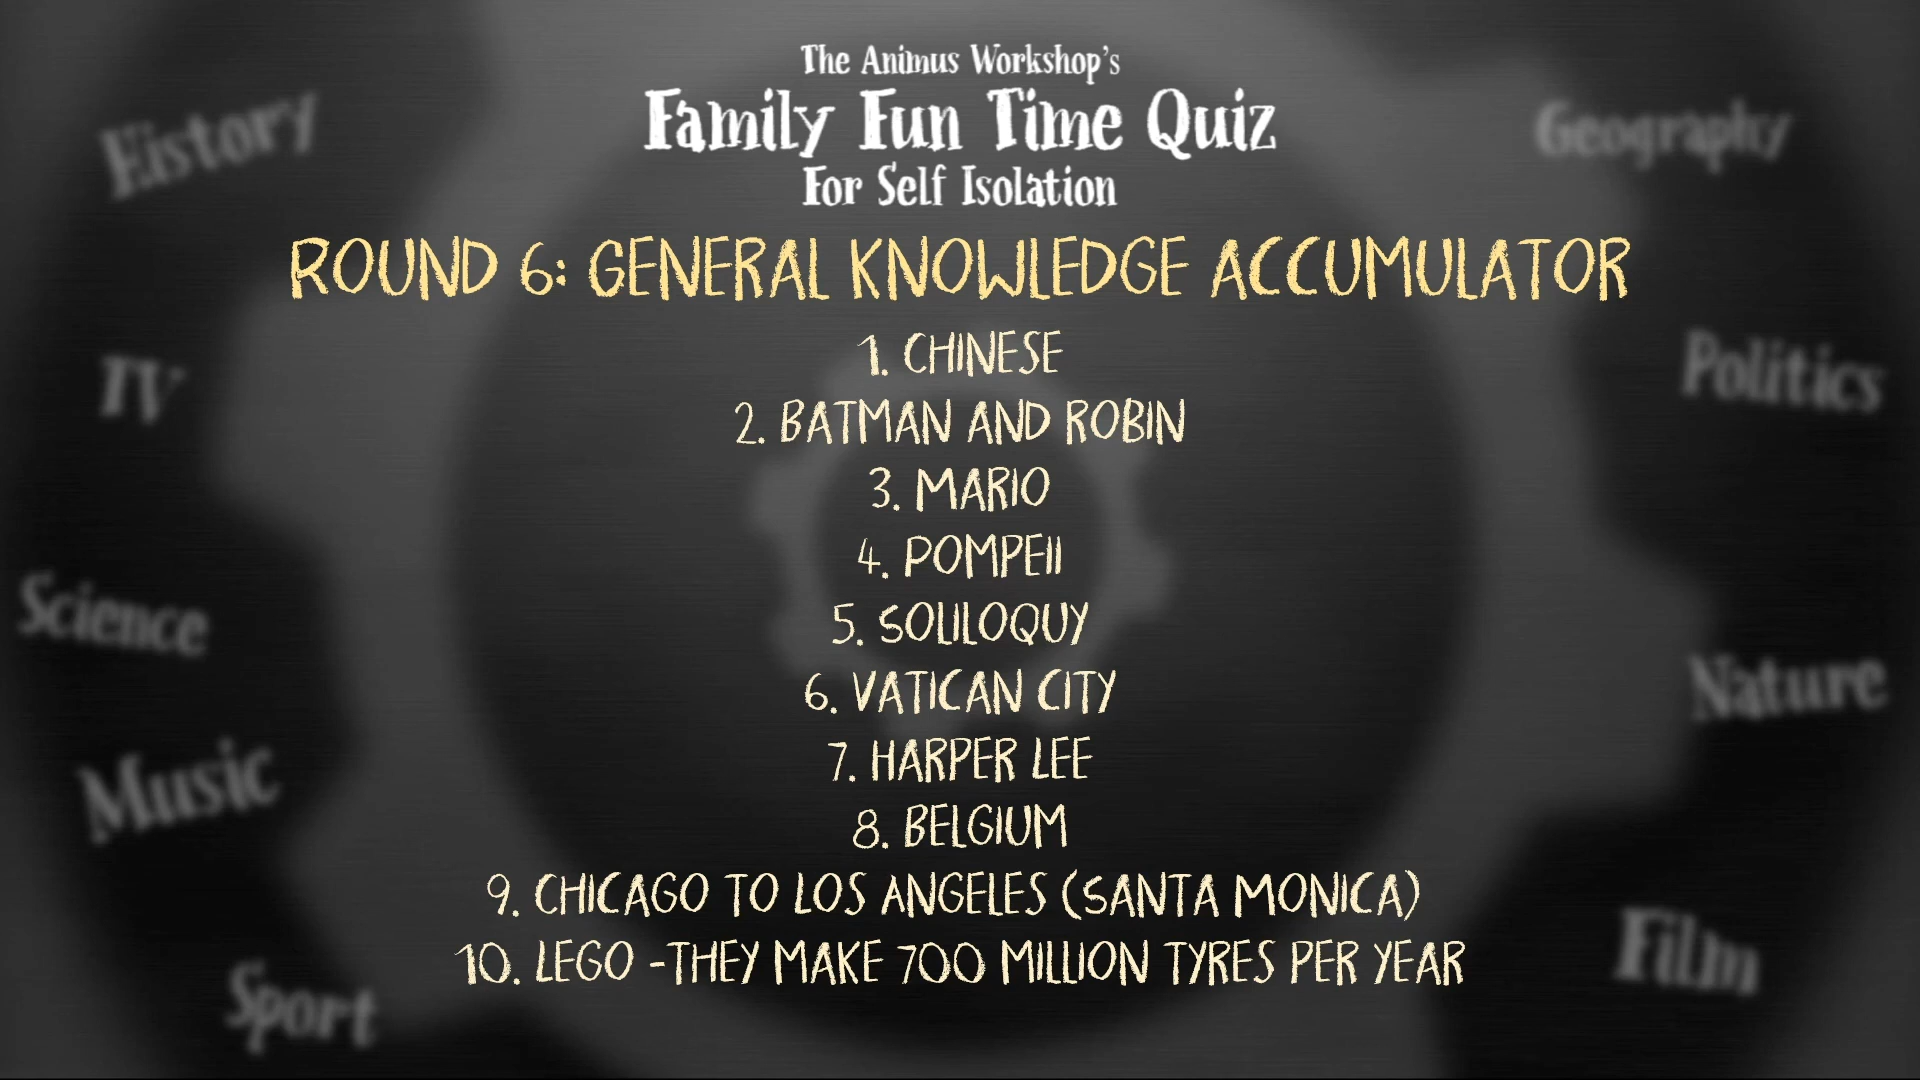 The Animus Workshop's
Family Fun Time Quiz
For Self Isolation
ROUND 6: GENERAL KNOWLEDGE ACCUMULATOR
1. CHINESE
2. BATMAN AND ROBIN
3. MARIO
4. POMPEII
5. SOLILOQUY
6. VATICAN CITY
7. HARPER LEE
8. BELGIUM
9. CHICAGO TO LOS ANGELES (SANTA MONICA)
10. LEGO -THEY MAKE 700 MILLION TYRES PER YEAR
History
TV
Science
Music
Sport
Geography
Politics
Nature
Film